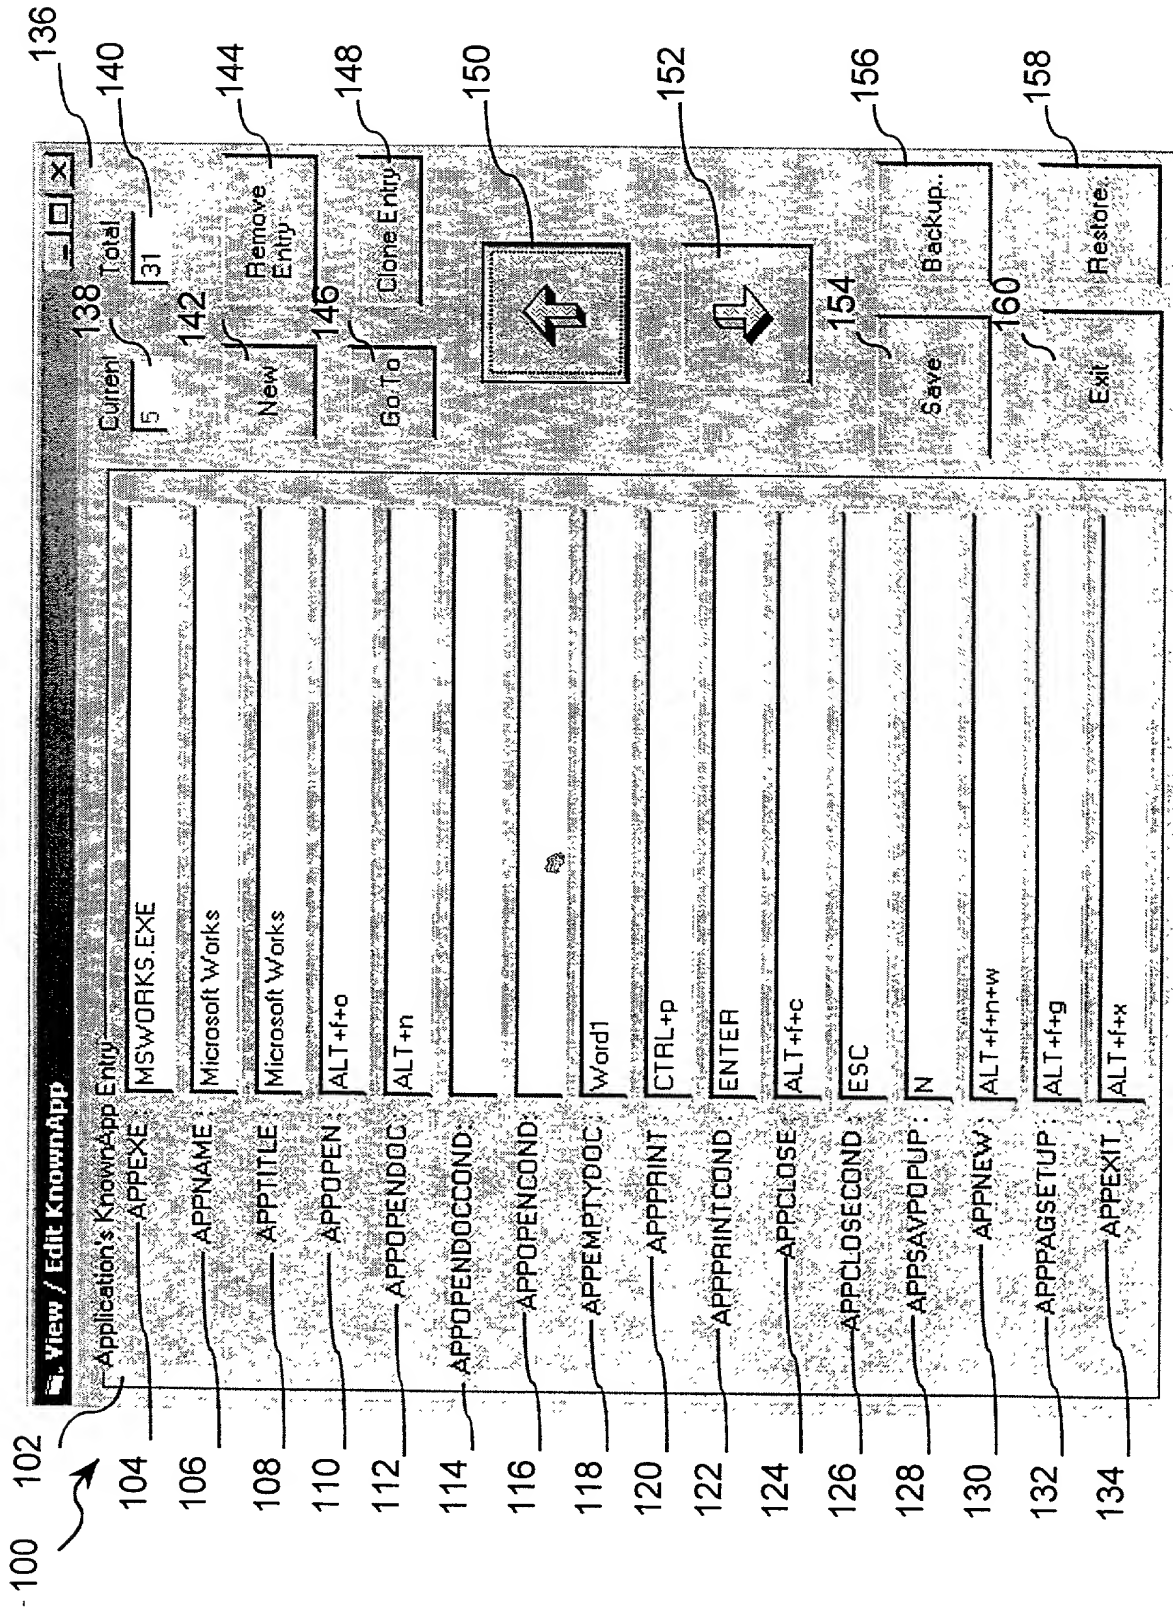 100
102
View / Edit KnownApp
136
Application's KnownApp Entry:
104 APPEXE: MSWORKS.EXE
106 APPNAME: Microsoft Works
108 APPTITLE: Microsoft Works
110 APPOPEN: ALT+f+o
112 APPOPENDOC: ALT+n
114 APPOPENDOCCOND:
116 APPOPENCOND:
118 APPEMPTYDOC: Word1
120 APPPRINT: CTRL+p
122 APPPRINTCOND: ENTER
124 APPCLOSE: ALT+f+c
126 APPCLOSECOND: ESC
128 APPSAVPOPUP: N
130 APPNEW: ALT+f+n+w
132 APPPAGSETUP: ALT+f+g
134 APPEXIT: ALT+f+x
Current 138 Total 140
5 31
142 New Remove Entry 144
146 Go To Clone Entry 148
150
152
154 Save Backup.. 156
160 Exit Restore.. 158